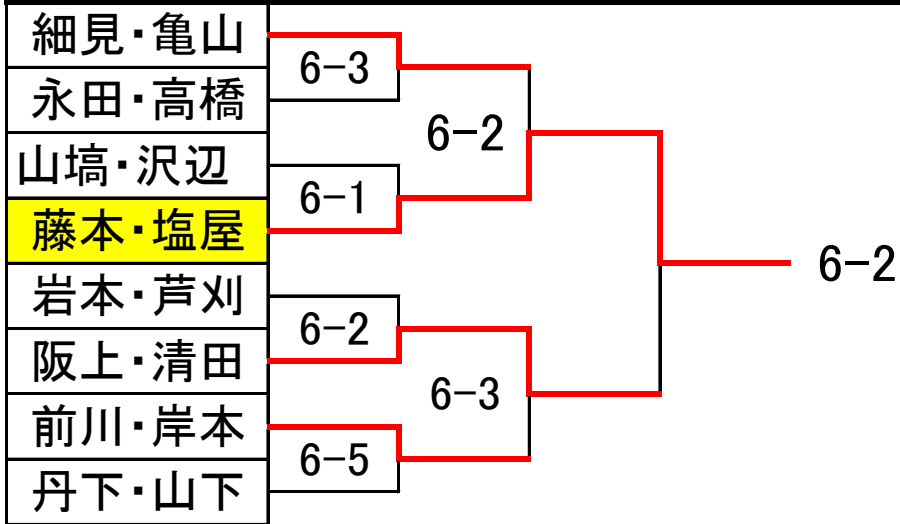 細見・亀山
永田・高橋
山塙・沢辺
藤本・塩屋
岩本・芦刈
阪上・清田
前川・岸本
丹下・山下
6-3
6-1
6-2
6-5
6-2
6-3
6-2